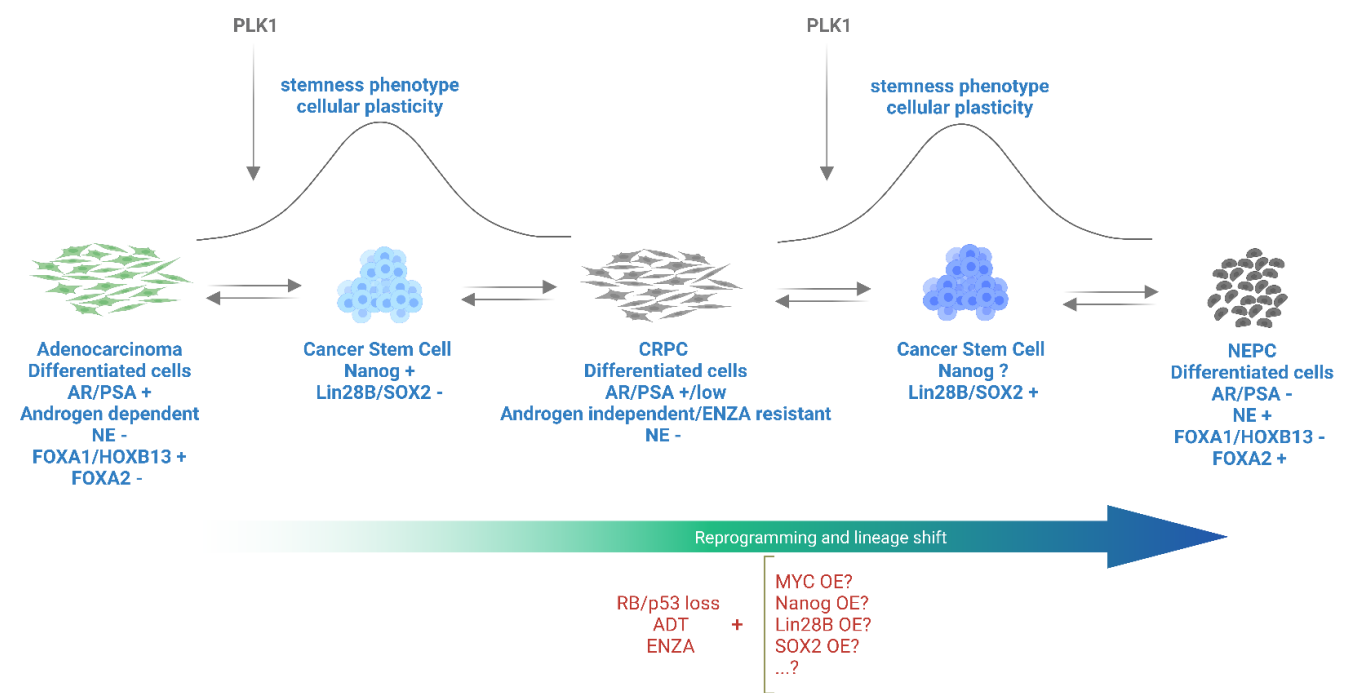 PLK1
PLK1
stemness phenotype
cellular plasticity
stemness phenotype
cellular plasticity
Adenocarcinoma
Differentiated cells
AR/PSA +
Androgen dependent
NE -
FOXA1/HOXB13 +
FOXA2 -
Cancer Stem Cell
Nanog +
Lin28B/SOX2 -
CRPC
Differentiated cells
AR/PSA +/low
Androgen independent/ENZA resistant
NE -
Cancer Stem Cell
Nanog ?
Lin28B/SOX2 +
NEPC
Differentiated cells
AR/PSA -
NE +
FOXA1/HOXB13 -
FOXA2 +
Reprogramming and lineage shift
RB/p53 loss
ADT
ENZA
+
MYC OE?
Nanog OE?
Lin28B OE?
SOX2 OE?
...?